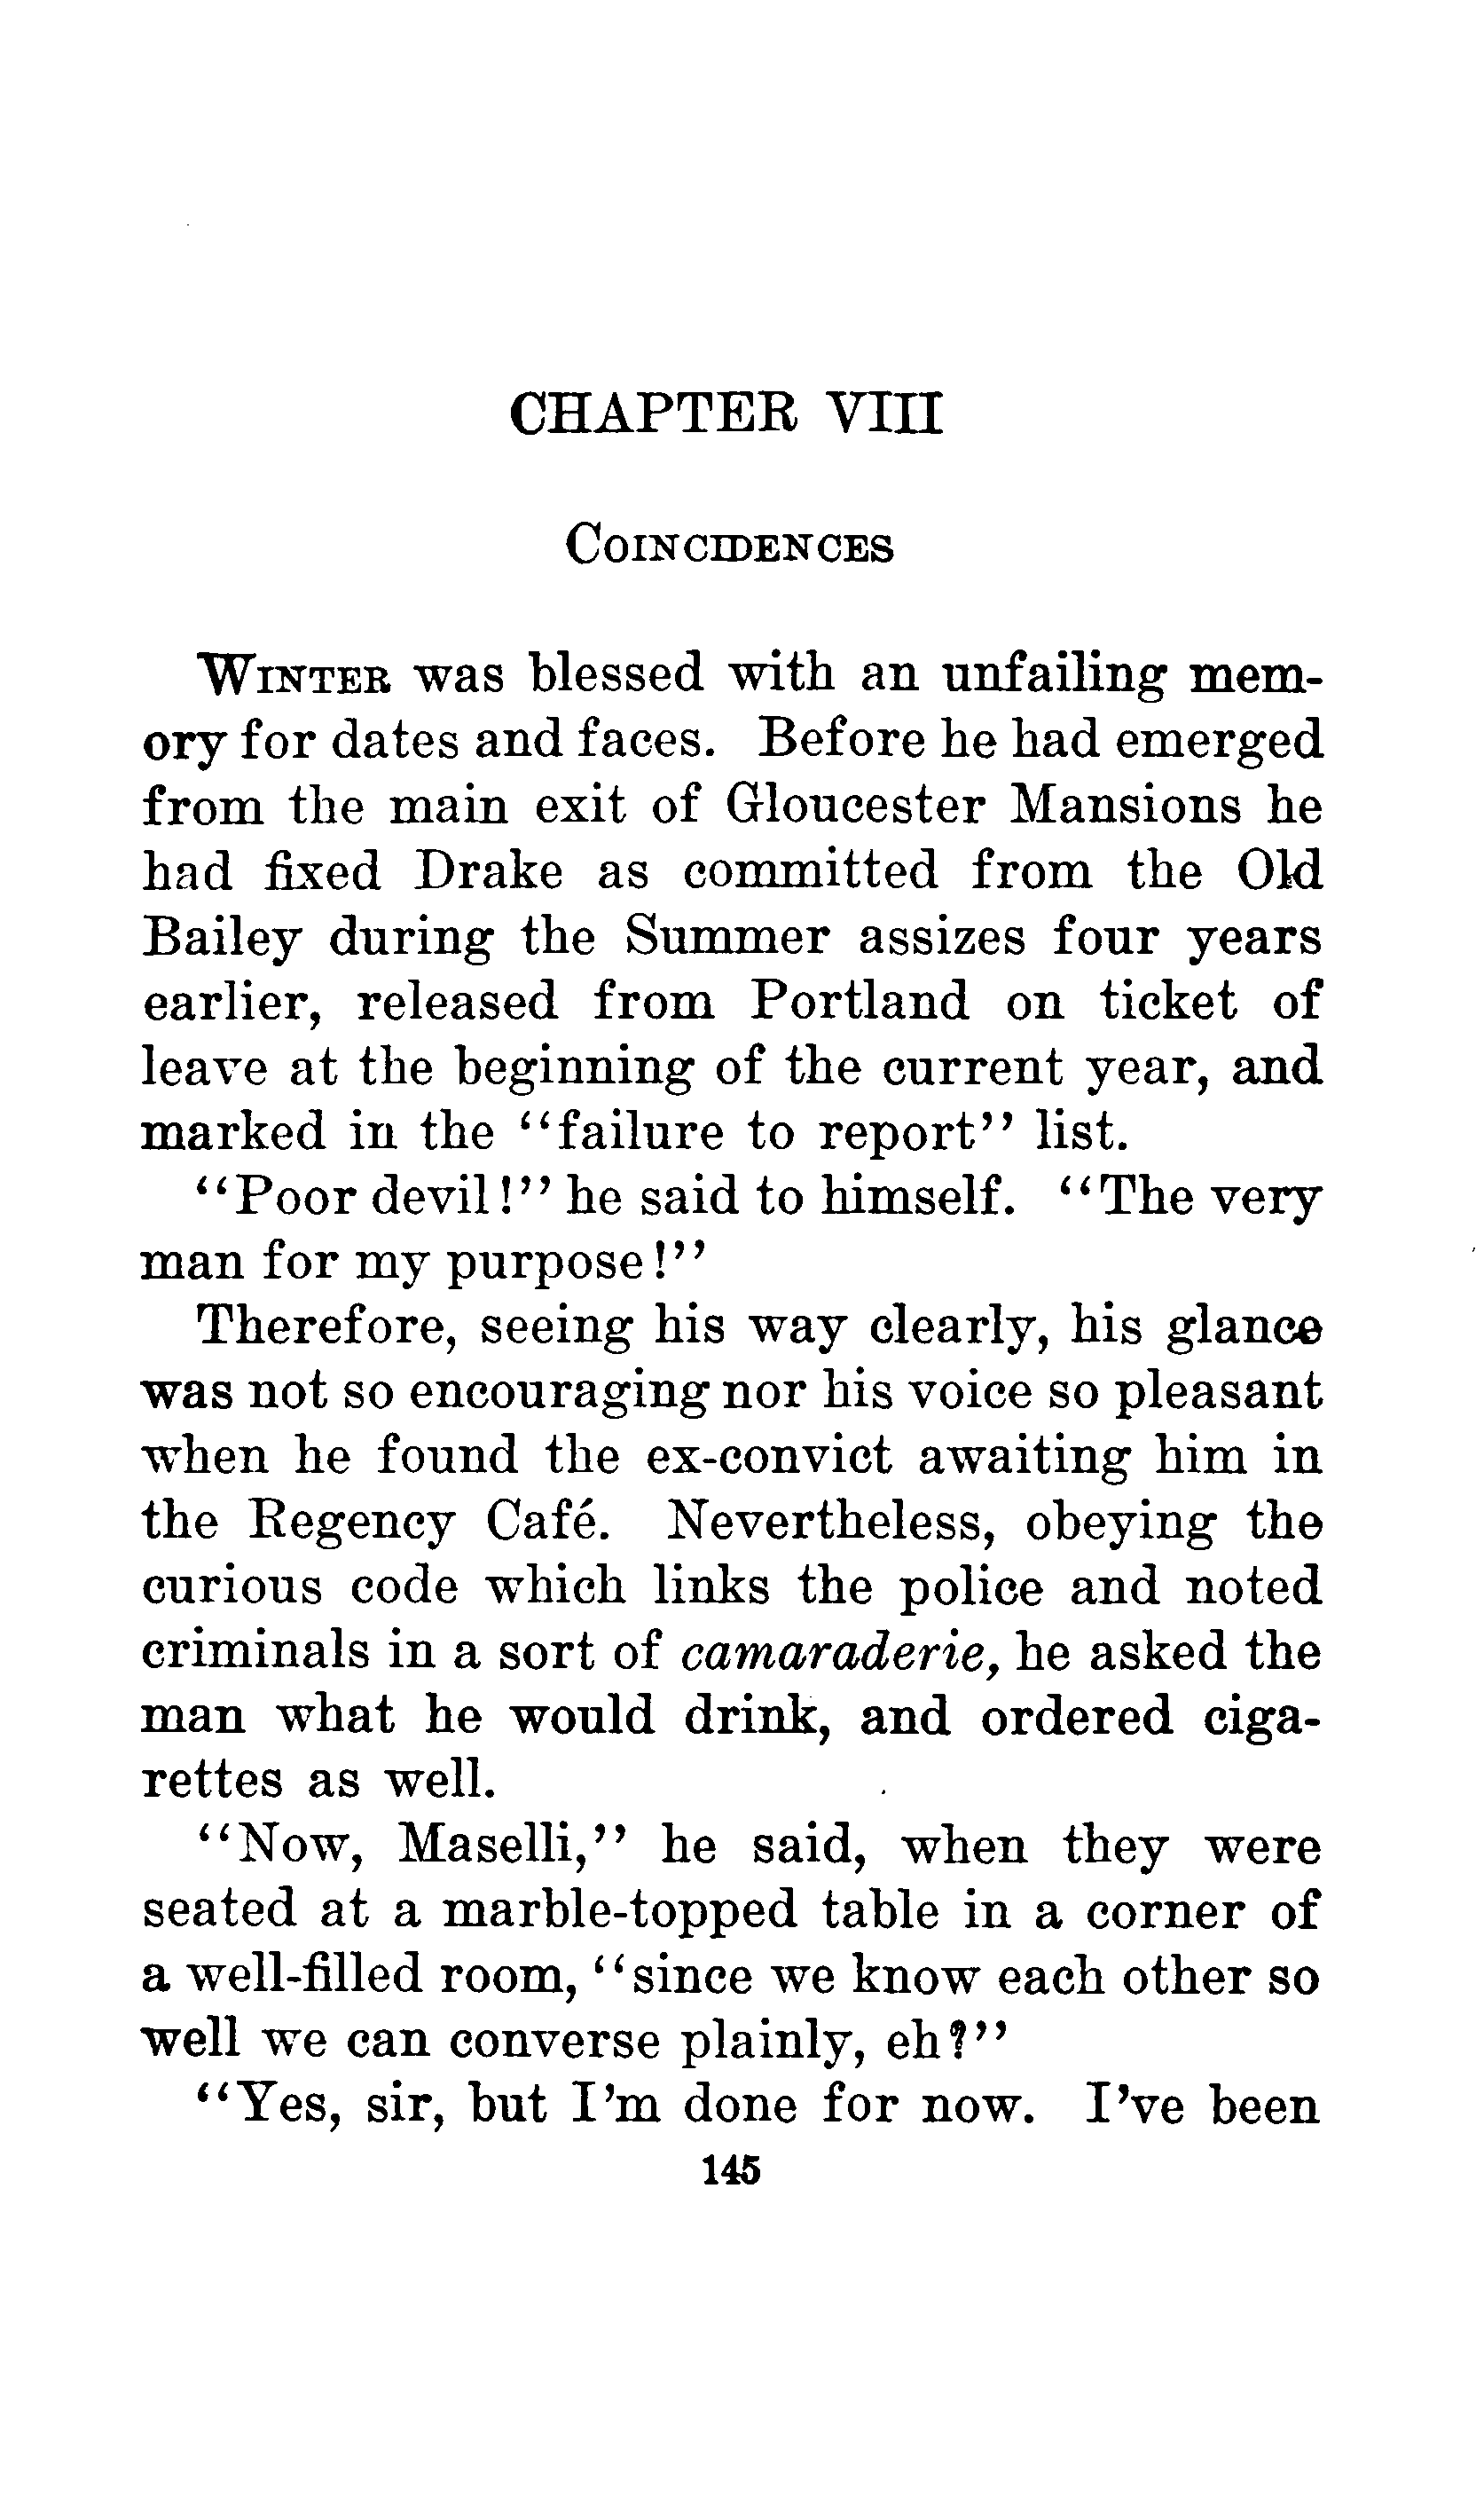 CHAPTER VIII
COINCIDENCES
WINTER was blessed with an unfailing mem-
ory for dates and faces. Before he had emerged
from the main exit of Gloucester Mansions he
had fixed Drake as committed from the Old
Bailey during the Summer assizes four years
earlier, released from Portland on ticket of
leave at the beginning of the current year, and
marked in the "failure to report" list.
"Poor devil!" he said to himself. "The very
man for my purpose!"
Therefore, seeing his way clearly, his glance
was not so encouraging nor his voice so pleasant
when he found the ex-convict awaiting him in
the Regency Café. Nevertheless, obeying the
curious code which links the police and noted
criminals in a sort of camaraderie, he asked the
man what he would drink, and ordered ciga-
rettes as well.
"Now, Maselli," he said, when they were
seated at a marble-topped table in a corner of
a well-filled room, "since we know each other so
well we can converse plainly, eh?"
"Yes, sir, but I'm done for now. I've been
145